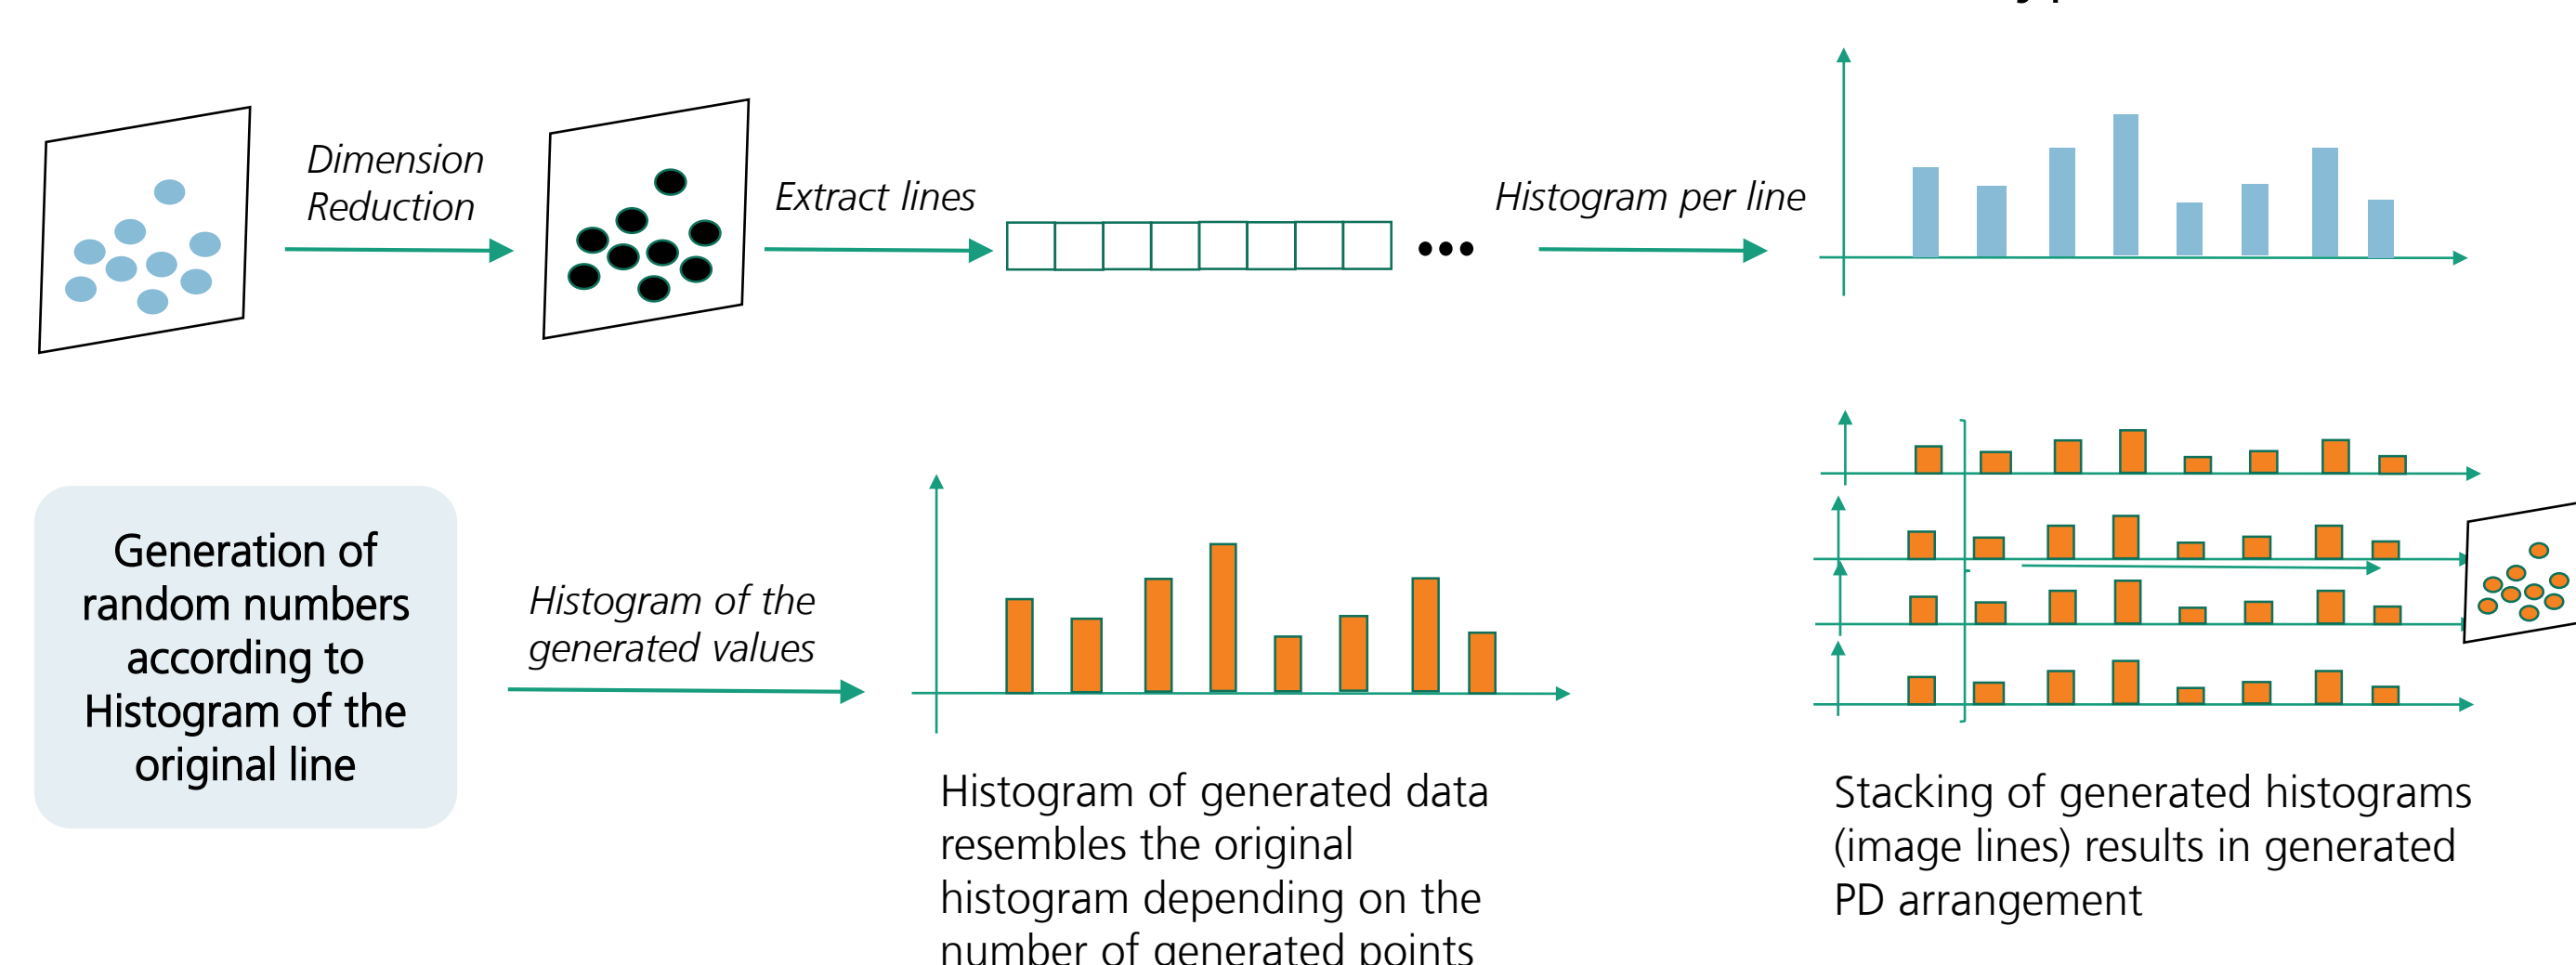 Dimension
Reduction
Extract lines
Histogram per line
Generation of
random numbers
according to
Histogram of the
original line
Histogram of the
generated values
Histogram of generated data
resembles the original
histogram depending on the
number of generated points
Stacking of generated histograms
(image lines) results in generated
PD arrangement